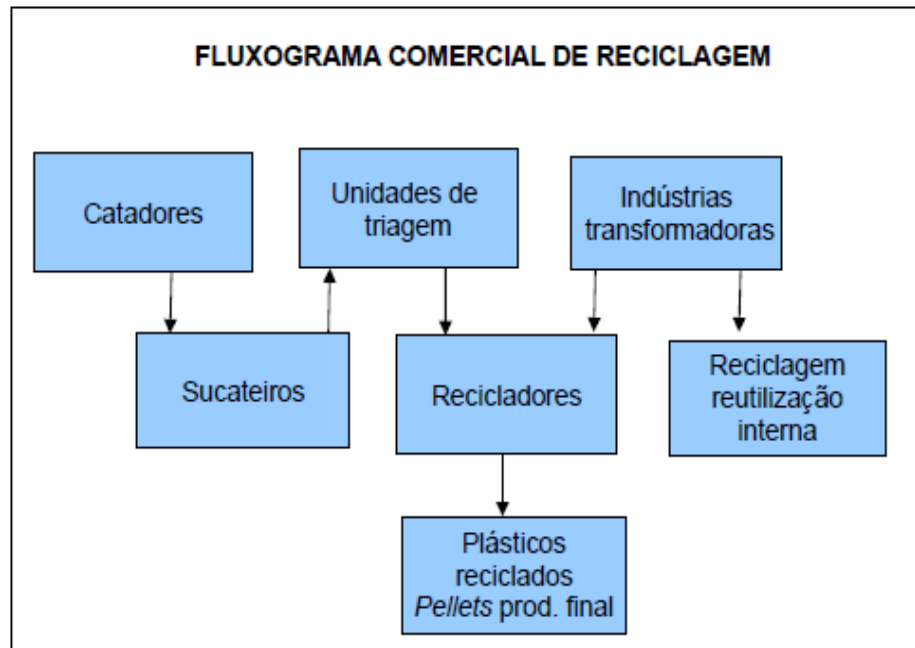 FLUXOGRAMA COMERCIAL DE RECICLAGEM
Catadores
Unidades de
triagem
Indústrias
transformadoras
Sucateiros
Recicladores
Reciclagem
reutilização
interna
Plásticos
reciclados
Pellets prod. final